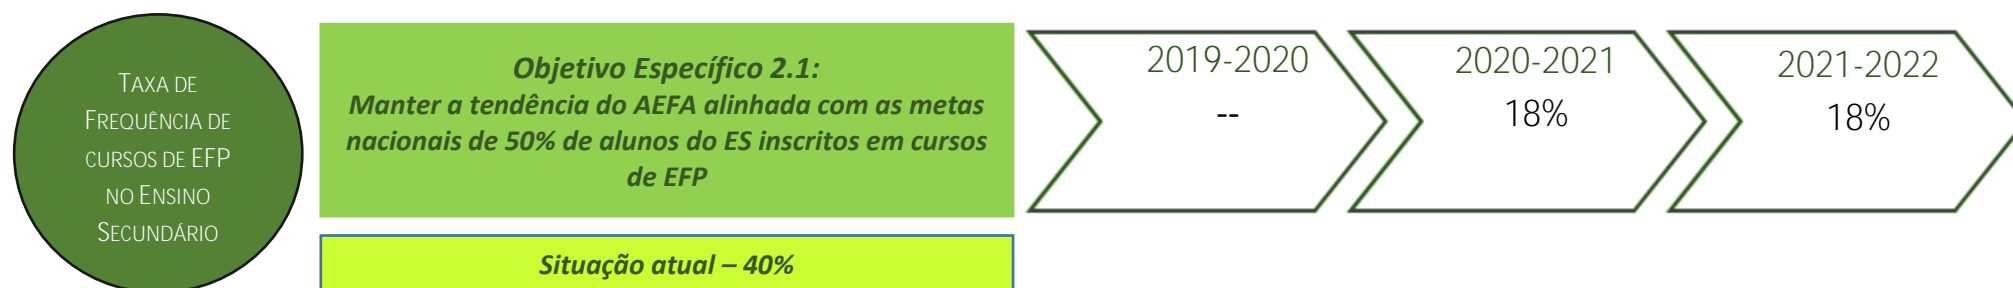 TAXA DE
FREQUÊNCIA DE
CURSOS DE EFP
NO ENSINO
SECUNDÁRIO
Objetivo Específico 2.1:
Manter a tendência do AEFA alinhada com as metas
nacionais de 50% de alunos do ES inscritos em cursos
de EFP
Situação atual – 40%
2019-2020
--
2020-2021
18%
2021-2022
18%